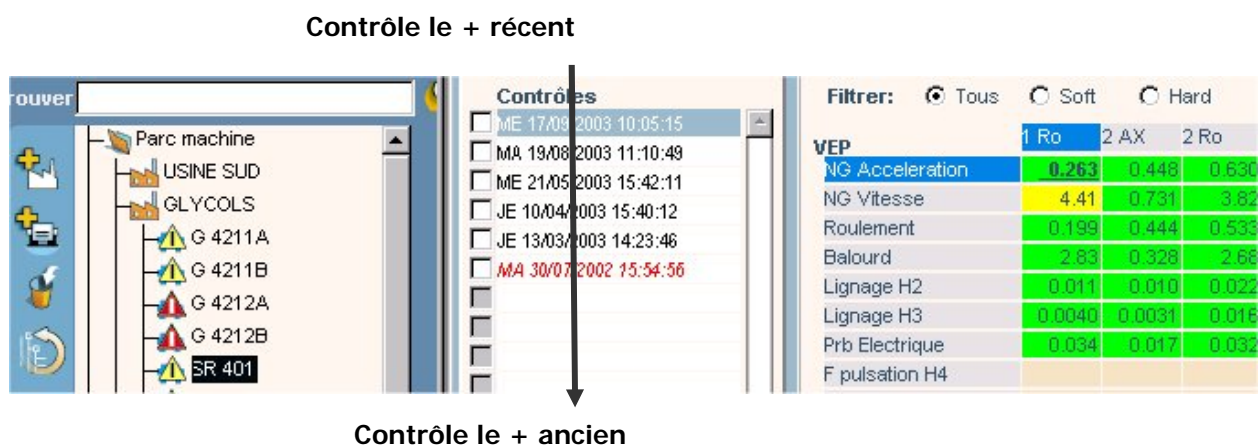 Contrôle le + récent
rouver
Parc machine
USINE SUD
GLYCOLS
G 4211A
G 4211B
G 4212A
G 4212B
SR 401
Contrôles
ME 17/09/2003 10:05:15
MA 19/08/2003 11:10:49
ME 21/05/2003 15:42:11
JE 10/04/2003 15:40:12
JE 13/03/2003 14:23:46
MA 30/07/2002 15:54:56
Filtrer: Tous Soft Hard
VEP 1 Ro 2 AX 2 Ro
NG Acceleration 0.263 0.448 0.630
NG Vitesse 4.41 0.731 3.82
Roulement 0.199 0.444 0.533
Balourd 2.83 0.328 2.68
Lignage H2 0.011 0.010 0.022
Lignage H3 0.0040 0.0031 0.016
Prb Electrique 0.034 0.017 0.032
F pulsation H4
Contrôle le + ancien